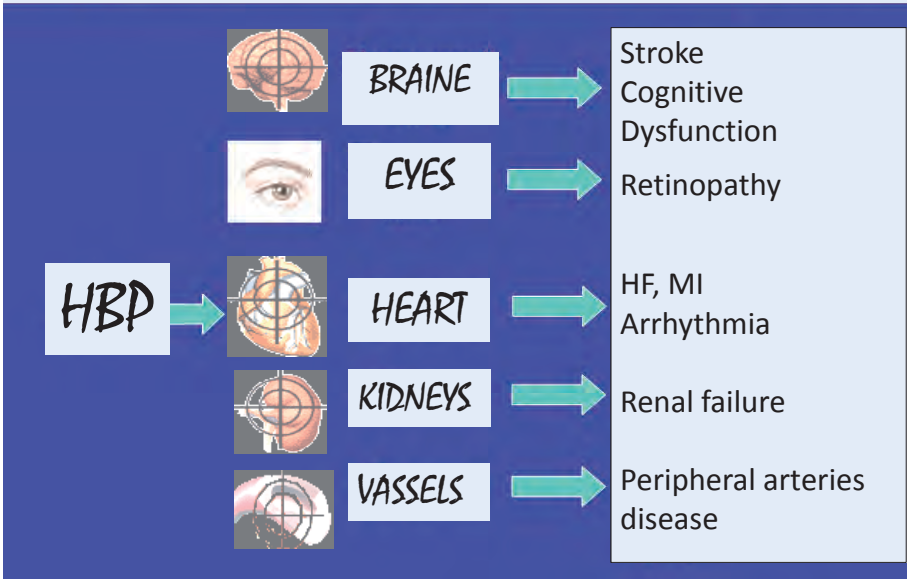 BRAINE
Stroke
Cognitive
Dysfunction
EYES
Retinopathy
HBP
HEART
HF, MI
Arrhythmia
KIDNEYS
Renal failure
VASSELS
Peripheral arteries
disease